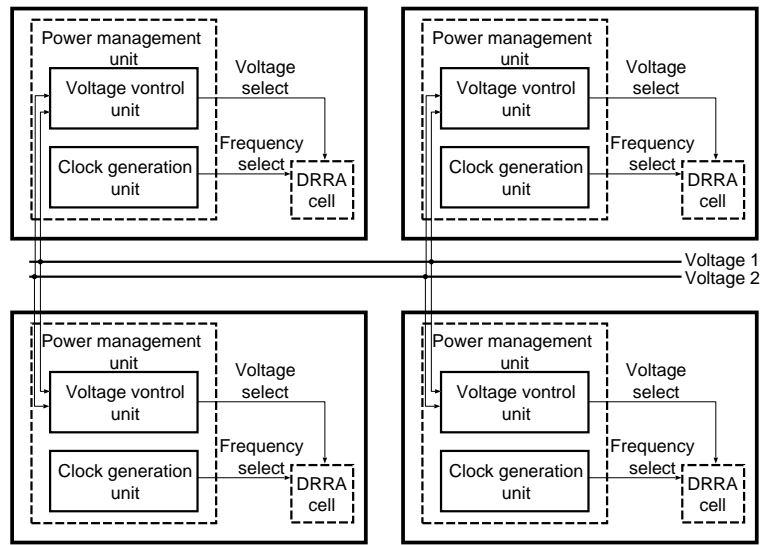 Power management
unit
Voltage
select
Voltage vontrol
unit
Frequency
select
Clock generation
unit
DRRA
cell
Power management
unit
Voltage
select
Voltage vontrol
unit
Frequency
select
Clock generation
unit
DRRA
cell
Voltage 1
Voltage 2
Power management
unit
Voltage
select
Voltage vontrol
unit
Frequency
select
Clock generation
unit
DRRA
cell
Power management
unit
Voltage
select
Voltage vontrol
unit
Frequency
select
Clock generation
unit
DRRA
cell